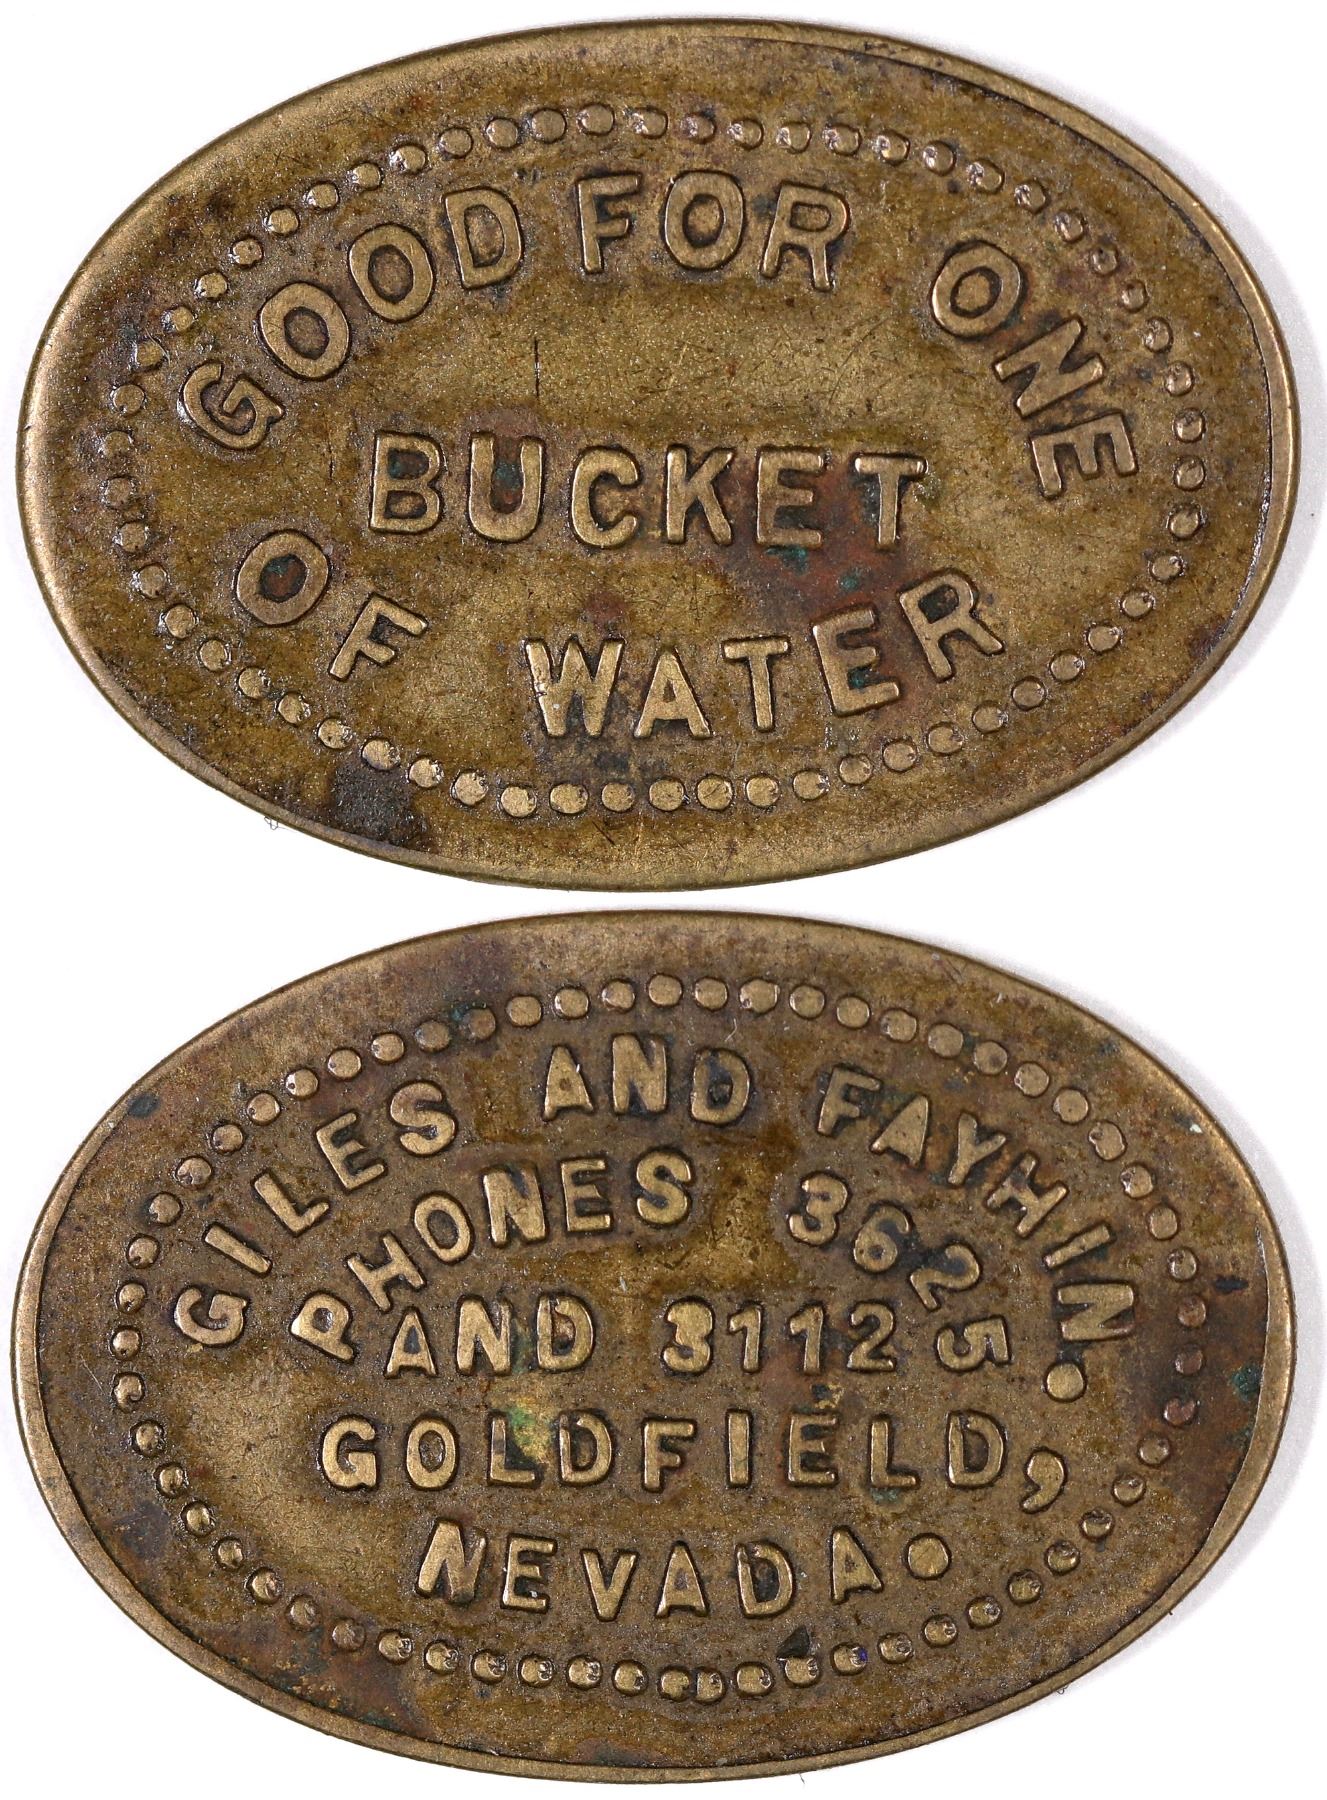 GOOD FOR ONE
BUCKET
OF WATER
GILES AND FAYHIN.
PHONES 3625
AND 3112
GOLDFIELD,
NEVADA.